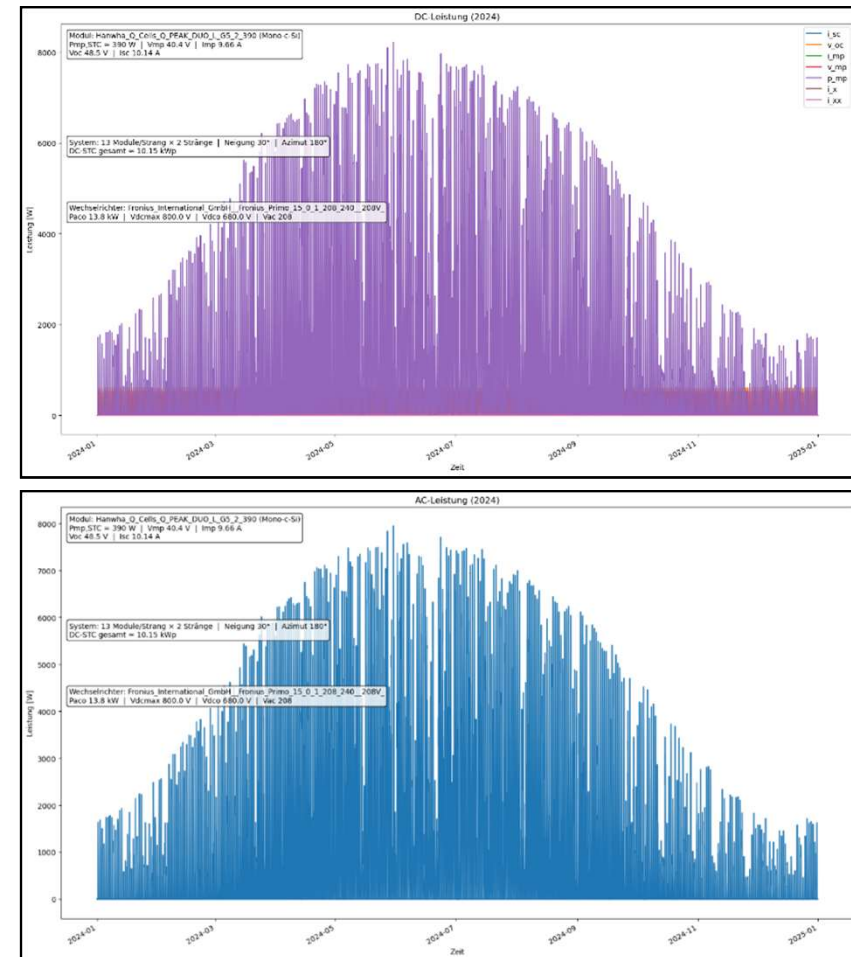 DC-Leistung (2024)
Modul: Hanwha_Q_Cells_Q_PEAK_DUO_L_G5_2_390 (Mono-c-Si)
Pmp,STC = 390 W | Vmp 40.4 V | Imp 9.66 A
Voc 48.5 V | Isc 10.14 A
System: 13 Module/Strang × 2 Stränge | Neigung 30° | Azimut 180°
DC-STC gesamt = 10.15 kWp
Wechselrichter: Fronius_International_GmbH__Fronius_Primo_15_0_1_208_240__208V_
Paco 13.8 kW | Vdcmax 800.0 V | Vdco 680.0 V | Vac 208
i_sc
v_oc
i_mp
v_mp
p_mp
i_x
i_xx
Leistung [W]
8000
6000
4000
2000
0
2024-01
2024-03
2024-05
2024-07
2024-09
2024-11
2025-01
Zeit
AC-Leistung (2024)
Modul: Hanwha_Q_Cells_Q_PEAK_DUO_L_G5_2_390 (Mono-c-Si)
Pmp,STC = 390 W | Vmp 40.4 V | Imp 9.66 A
Voc 48.5 V | Isc 10.14 A
System: 13 Module/Strang × 2 Stränge | Neigung 30° | Azimut 180°
DC-STC gesamt = 10.15 kWp
Wechselrichter: Fronius_International_GmbH__Fronius_Primo_15_0_1_208_240__208V_
Paco 13.8 kW | Vdcmax 800.0 V | Vdco 680.0 V | Vac 208
Leistung [W]
8000
7000
6000
5000
4000
3000
2000
1000
0
2024-01
2024-03
2024-05
2024-07
2024-09
2024-11
2025-01
Zeit